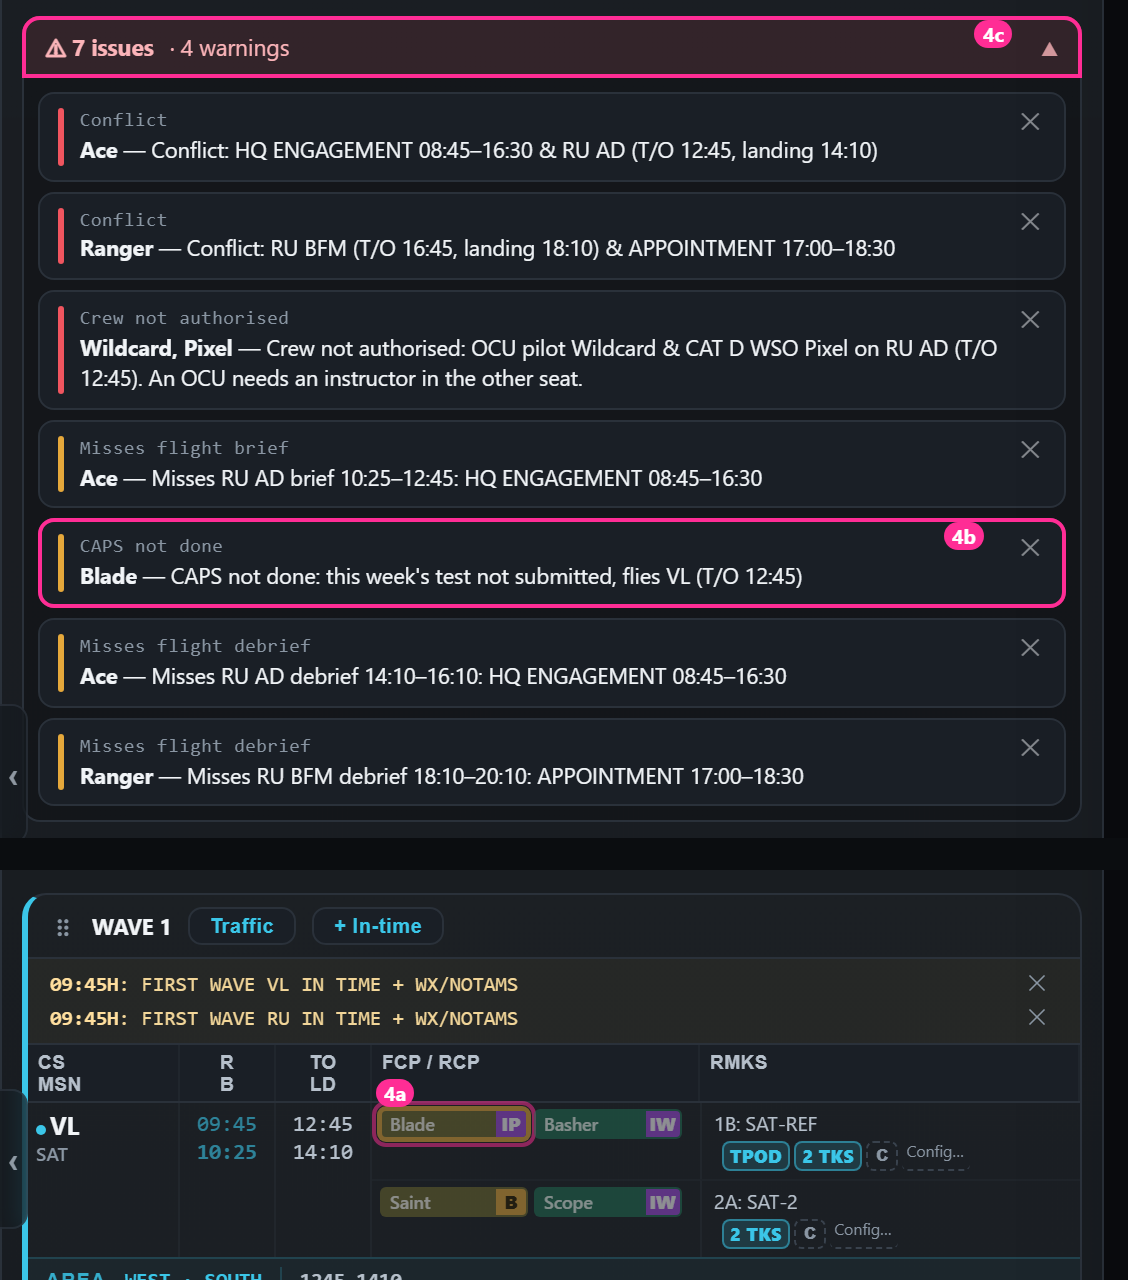 ⚠ 7 issues · 4 warnings
4c
▲
Conflict
Ace — Conflict: HQ ENGAGEMENT 08:45–16:30 & RU AD (T/O 12:45, landing 14:10)
Conflict
Ranger — Conflict: RU BFM (T/O 16:45, landing 18:10) & APPOINTMENT 17:00–18:30
Crew not authorised
Wildcard, Pixel — Crew not authorised: OCU pilot Wildcard & CAT D WSO Pixel on RU AD (T/O
12:45). An OCU needs an instructor in the other seat.
Misses flight brief
Ace — Misses RU AD brief 10:25–12:45: HQ ENGAGEMENT 08:45–16:30
4b
CAPS not done
Blade — CAPS not done: this week's test not submitted, flies VL (T/O 12:45)
Misses flight debrief
Ace — Misses RU AD debrief 14:10–16:10: HQ ENGAGEMENT 08:45–16:30
Misses flight debrief
Ranger — Misses RU BFM debrief 18:10–20:10: APPOINTMENT 17:00–18:30
WAVE 1 Traffic + In-time
09:45H: FIRST WAVE VL IN TIME + WX/NOTAMS
09:45H: FIRST WAVE RU IN TIME + WX/NOTAMS
CS R TO FCP / RCP RMKS
MSN B LD
4a
VL 09:45 12:45 Blade IP Basher IW 1B: SAT-REF
SAT 10:25 14:10 TPOD 2 TKS C Config...
Saint B Scope IW 2A: SAT-2
2 TKS C Config...
AREA WEST · SOUTH 1245-1410